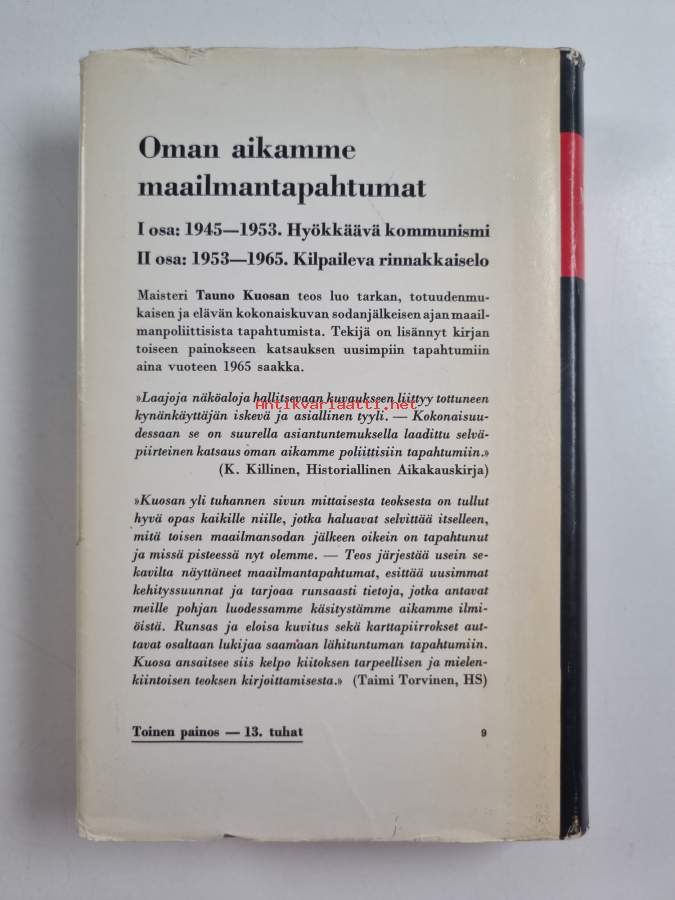 Oman aikamme
maailmantapahtumat
I osa: 1945—1953. Hyökkäävä kommunismi
II osa: 1953—1965. Kilpaileva rinnakkaiselo
Maisteri Tauno Kuosan teos luo tarkan, totuudenmu-
kaisen ja elävän kokonaiskuvan sodanjälkeisen ajan maail-
manpoliittisista tapahtumista. Tekijä on lisännyt kirjan
toiseen painokseen katsauksen uusimpiin tapahtumiin
aina vuoteen 1965 saakka.
»Laajoja näköaloja hallitsevaan kuvaukseen liittyy tottuneen
Antikvariaatti.net
kynänkäyttäjän iskevä ja asiallinen tyyli. — Kokonaisuu-
dessaan se on suurella asiantuntemuksella laadittu selvä-
piirteinen katsaus oman aikamme poliittisiin tapahtumiin.»
(K. Killinen, Historiallinen Aikakauskirja)
»Kuosan yli tuhannen sivun mittaisesta teoksesta on tullut
hyvä opas kaikille niille, jotka haluavat selvittää itselleen,
mitä toisen maailmansodan jälkeen oikein on tapahtunut
ja missä pisteessä nyt olemme. — Teos järjestää usein se-
kavilta näyttäneet maailmantapahtumat, esittää uusimmat
kehityssuunnat ja tarjoaa runsaasti tietoja, jotka antavat
meille pohjan luodessamme käsitystämme aikamme ilmi-
öistä. Runsas ja eloisa kuvitus sekä karttapiirrokset aut-
tavat osaltaan lukijaa saamaan lähituntuman tapahtumiin.
Kuosa ansaitsee siis kelpo kiitoksen tarpeellisen ja mielen-
kiintoisen teoksen kirjoittamisesta.» (Taimi Torvinen, HS)
Toinen painos — 13. tuhat
9